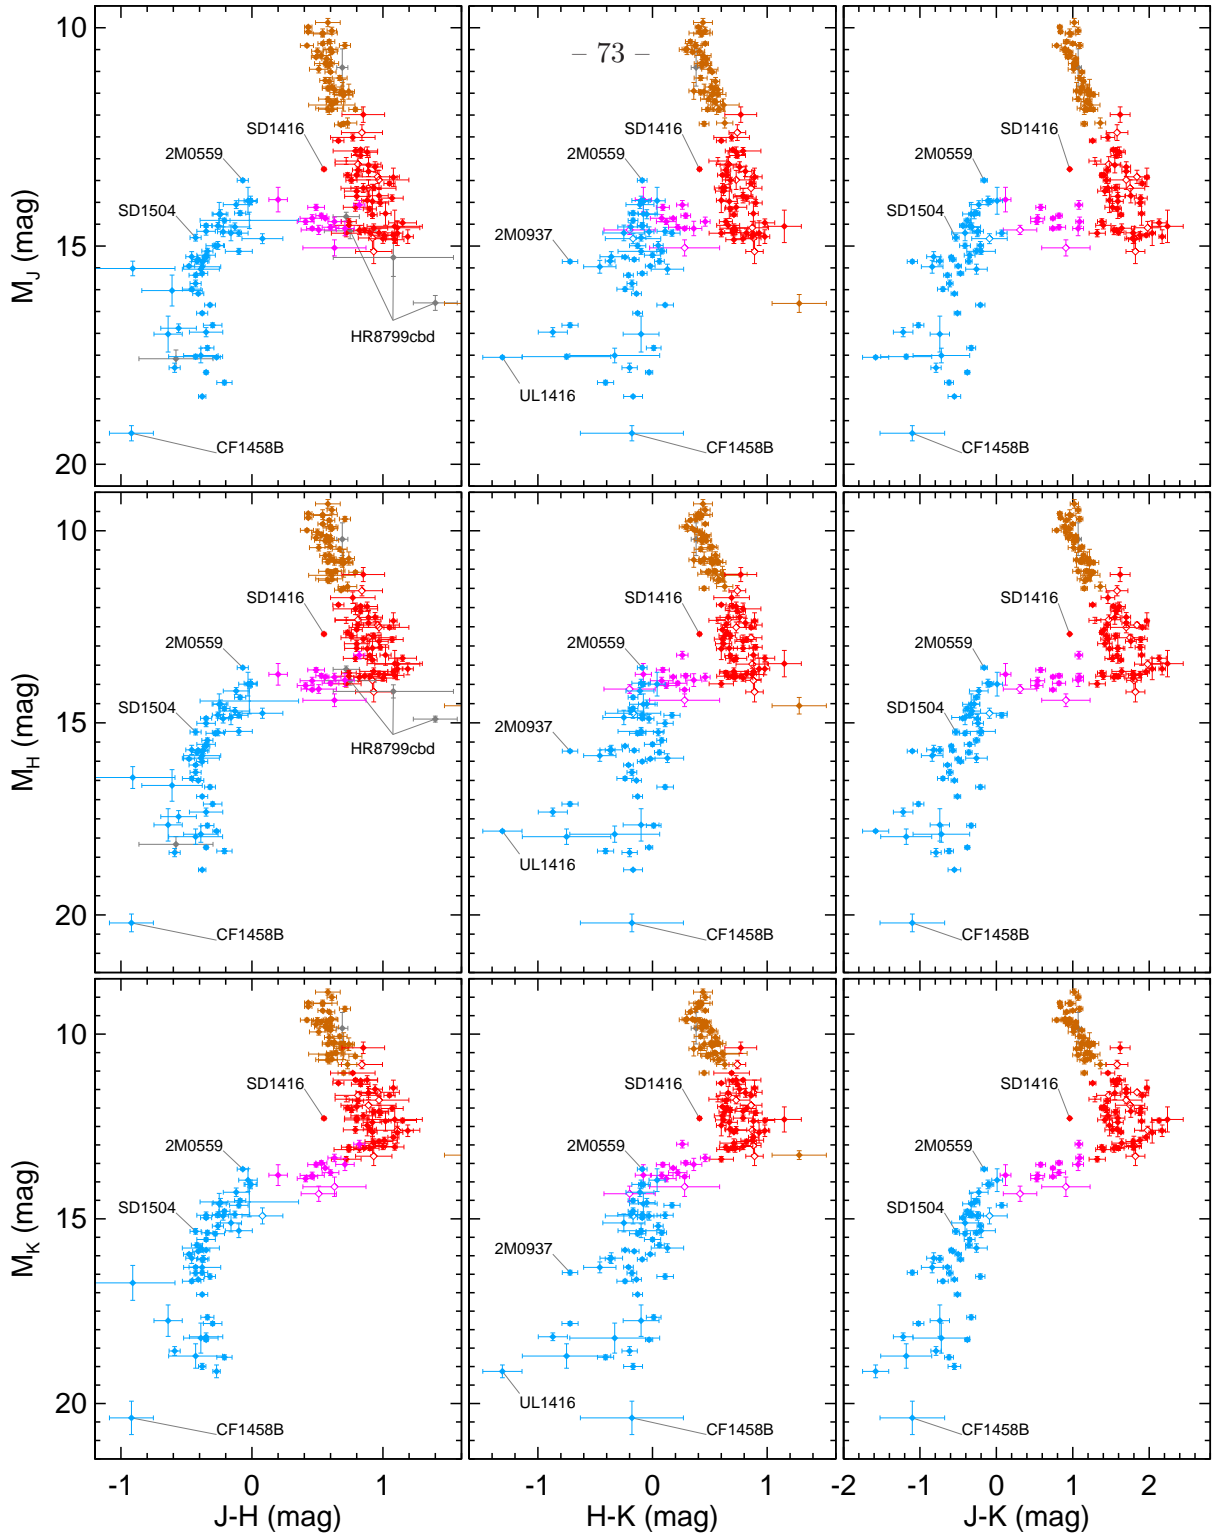 – 73 –
10
15
20
M_J (mag)
SD1416
2M0559
SD1504
HR8799cbd
CF1458B
SD1416
2M0559
2M0937
UL1416
CF1458B
SD1416
2M0559
SD1504
CF1458B
10
15
20
M_H (mag)
SD1416
2M0559
SD1504
HR8799cbd
CF1458B
SD1416
2M0559
2M0937
UL1416
CF1458B
SD1416
2M0559
SD1504
CF1458B
10
15
20
M_K (mag)
SD1416
2M0559
SD1504
CF1458B
SD1416
2M0559
2M0937
UL1416
CF1458B
SD1416
2M0559
SD1504
CF1458B
-1 0 1
J-H (mag)
-1 0 1
H-K (mag)
-2 -1 0 1 2
J-K (mag)